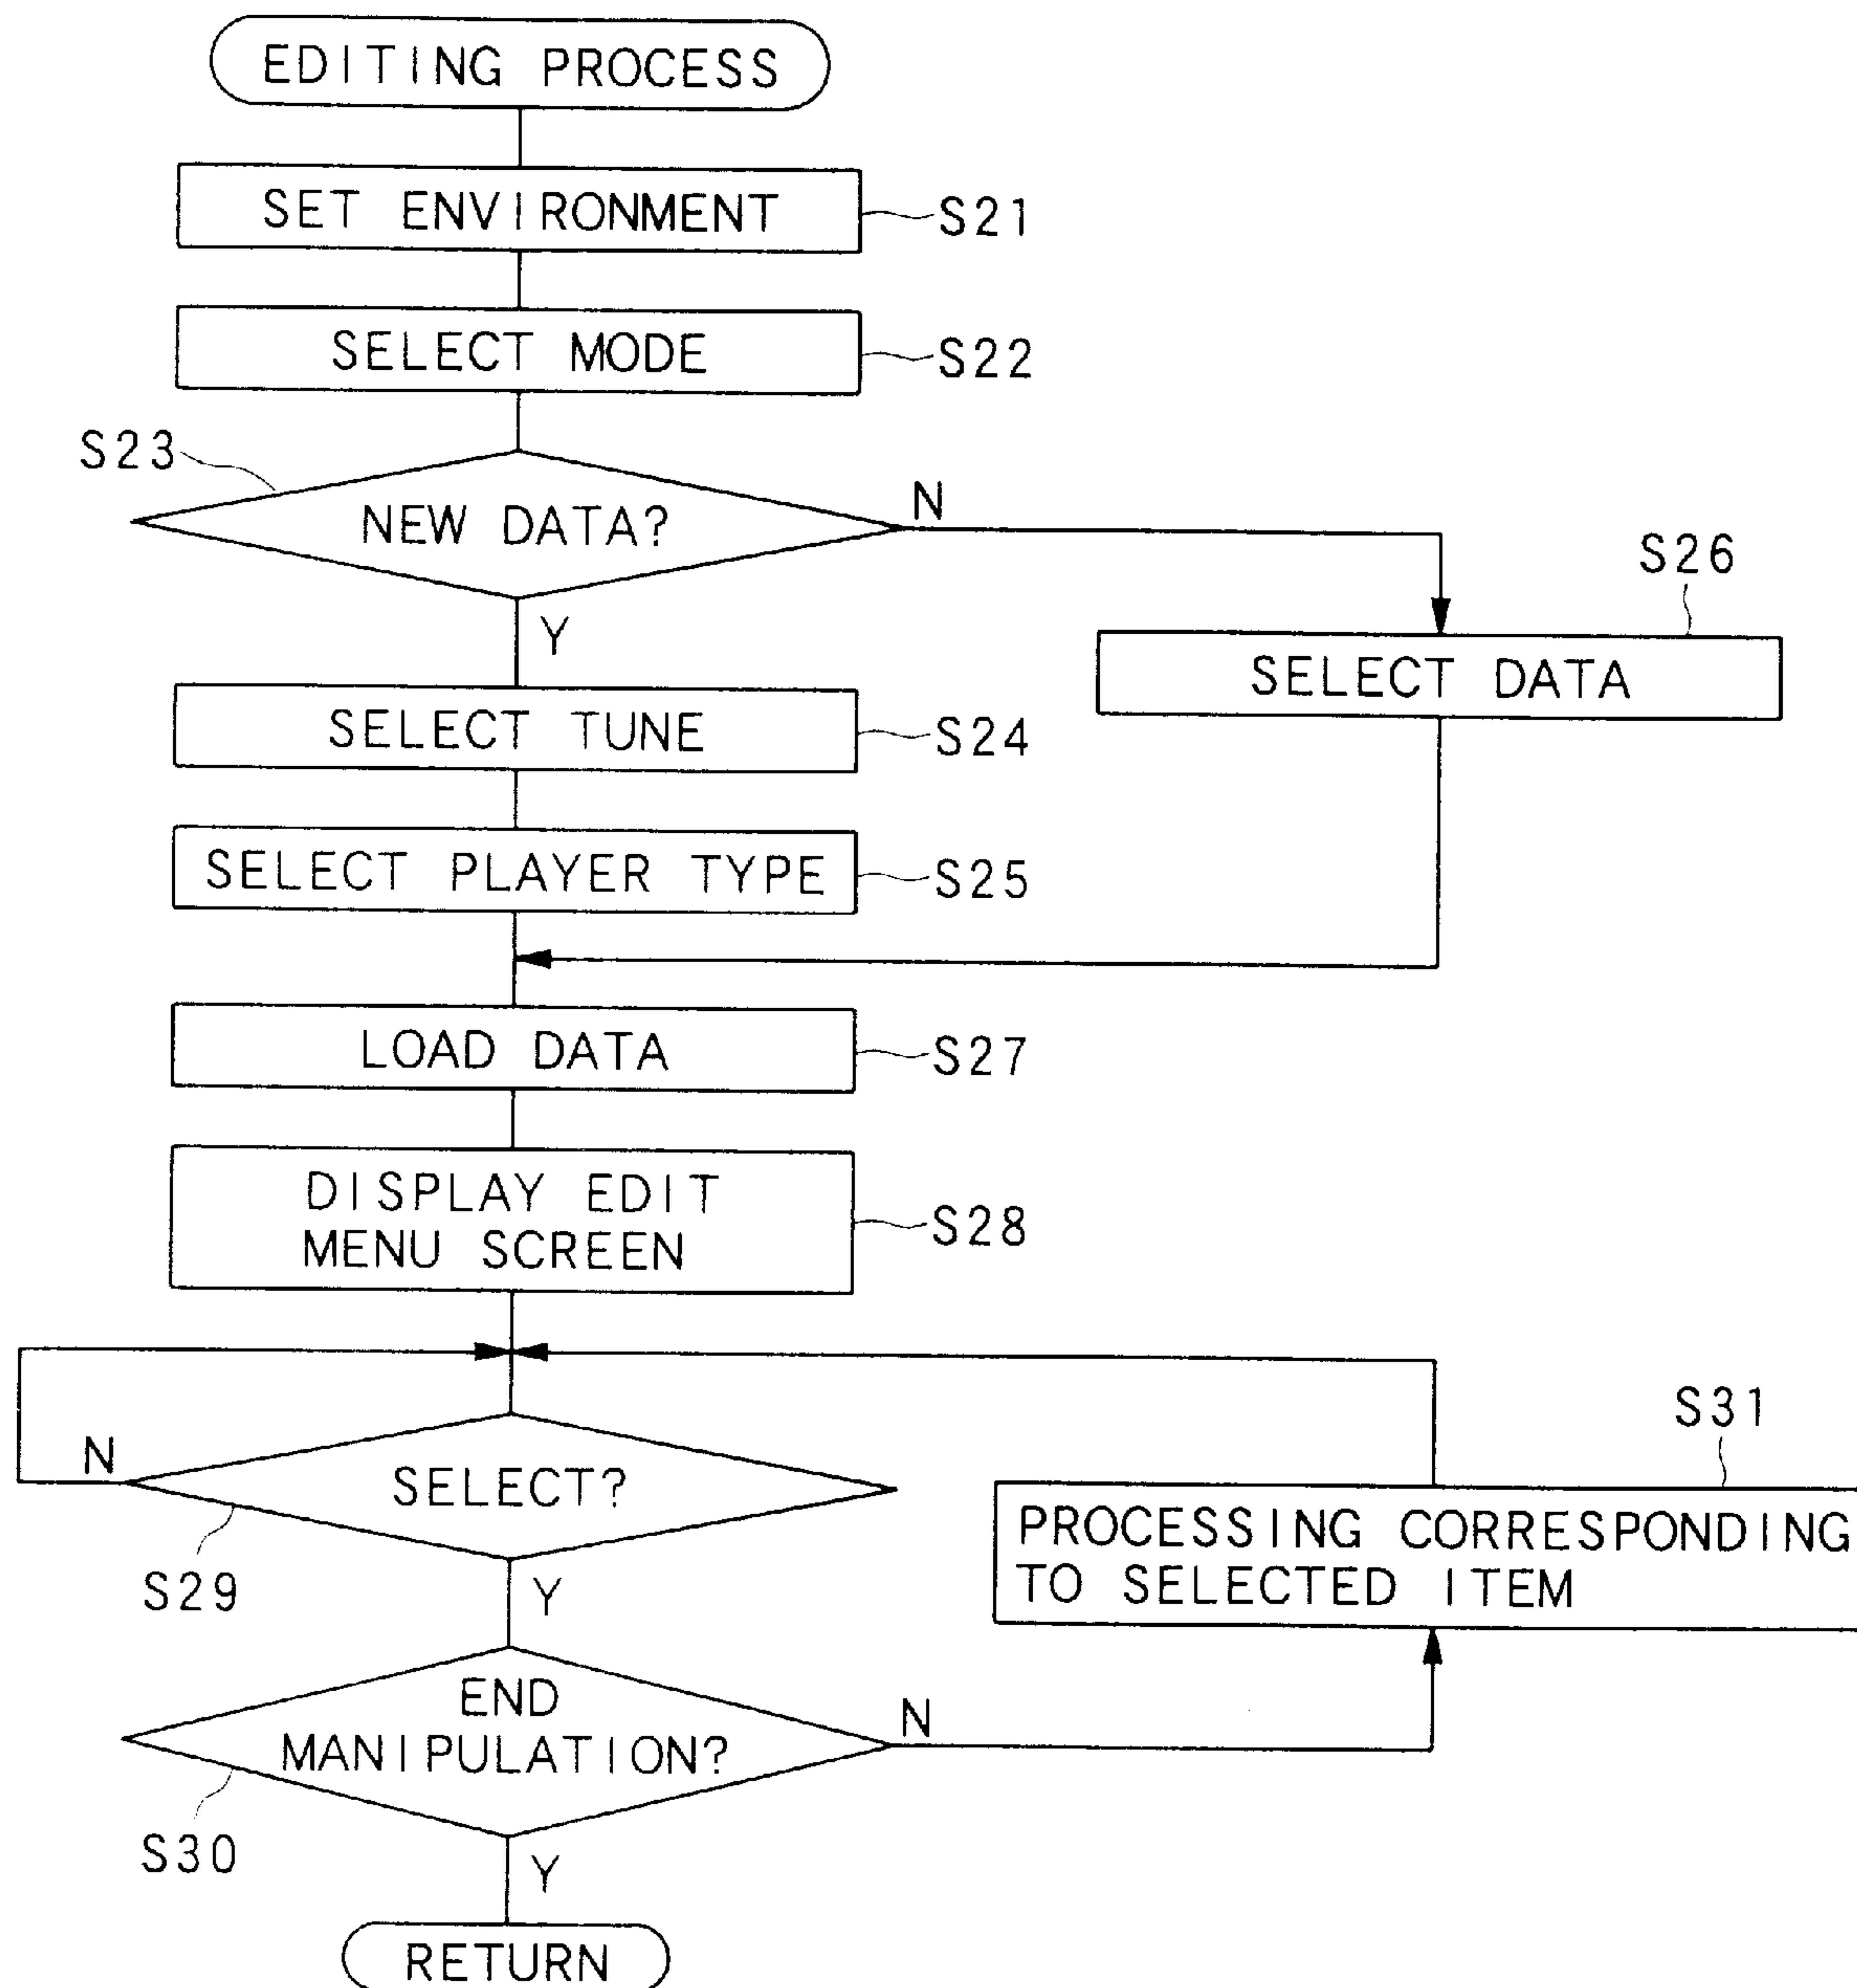 EDITING PROCESS
SET ENVIRONMENT
S21
SELECT MODE
S22
S23
NEW DATA?
N
Y
S26
SELECT DATA
SELECT TUNE
S24
SELECT PLAYER TYPE
S25
LOAD DATA
S27
DISPLAY EDIT
MENU SCREEN
S28
N
SELECT?
S29
Y
S31
PROCESSING CORRESPONDING
TO SELECTED ITEM
END
MANIPULATION?
N
S30
Y
RETURN